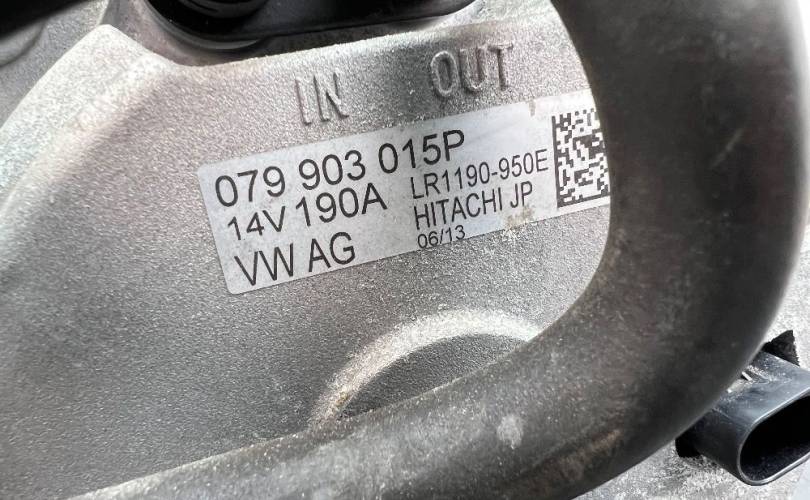 IN OUT
079 903 015P
14V 190A LR1190-950E
HITACHI JP
VW AG 06/13